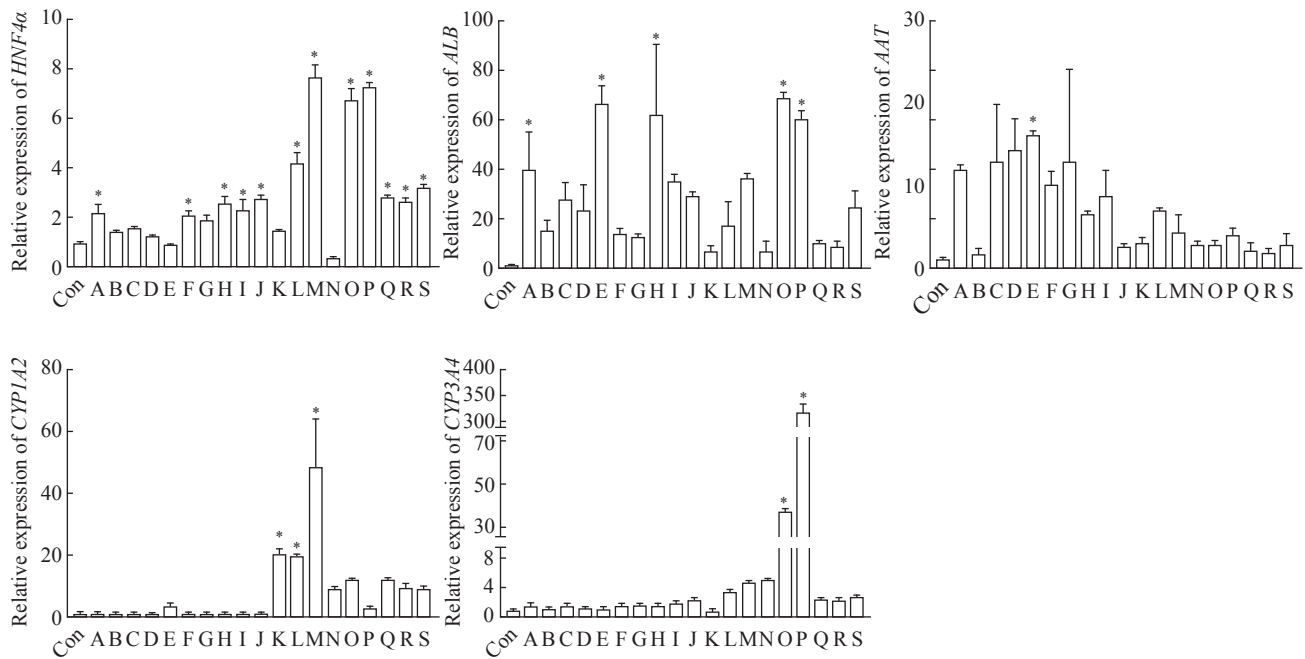 Relative expression of HNF4α
10
8
6
4
2
0
* * * * * * * * * * * *
Con A B C D E F G H I J K L M N O P Q R S
Relative expression of ALB
100
80
60
40
20
0
* * * * *
Con A B C D E F G H I J K L M N O P Q R S
Relative expression of AAT
30
20
10
0
*
Con A B C D E F G H I J K L M N O P Q R S
Relative expression of CYP1A2
80
60
40
20
0
* * *
Con A B C D E F G H I J K L M N O P Q R S
Relative expression of CYP3A4
400
350
300
70
50
30
8
4
0
* *
Con A B C D E F G H I J K L M N O P Q R S